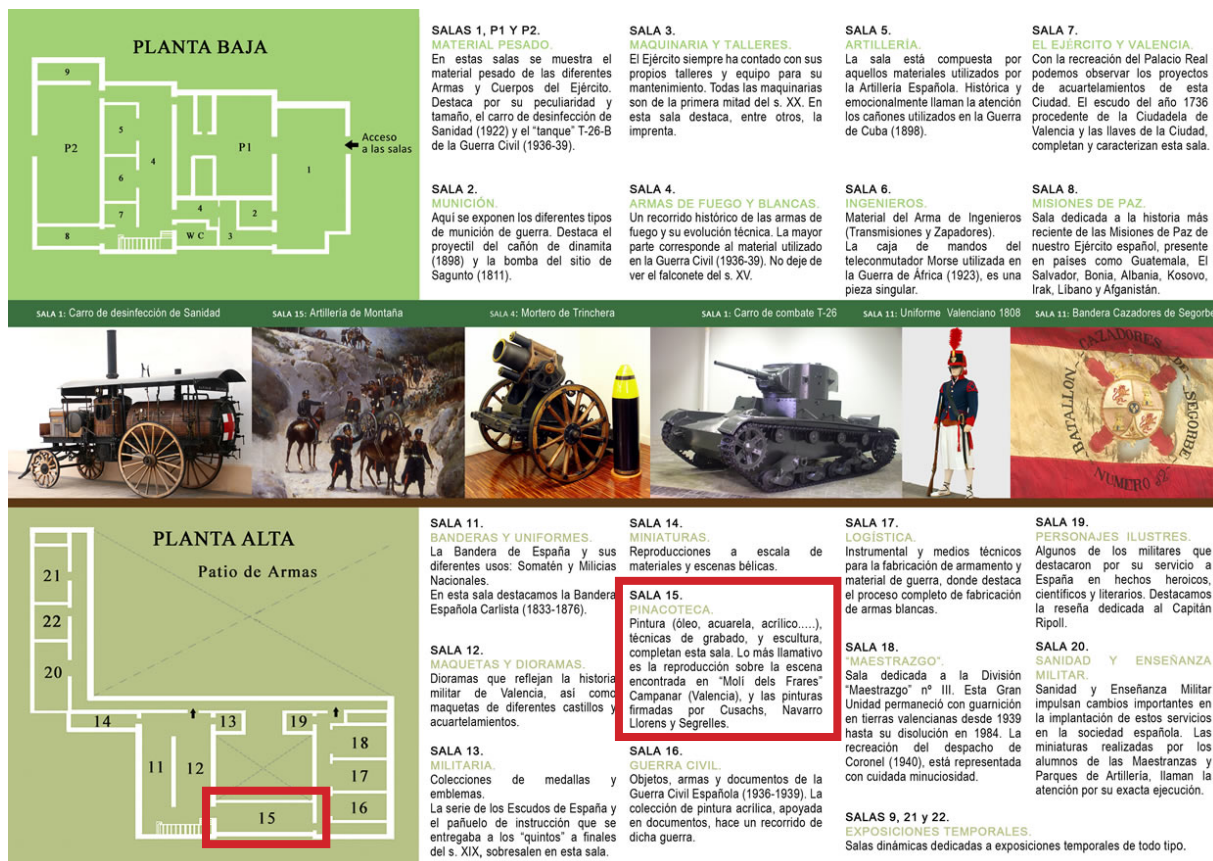 PLANTA BAJA
9
5
P2
4
P1
Acceso
a las salas
1
6
7
4
2
8
W C
3
SALAS 1, P1 Y P2.
MATERIAL PESADO.
En estas salas se muestra el
material pesado de las diferentes
Armas y Cuerpos del Ejército.
Destaca por su peculiaridad y
tamaño, el carro de desinfección de
Sanidad (1922) y el "tanque" T-26-B
de la Guerra Civil (1936-39).
SALA 2.
MUNICIÓN.
Aquí se exponen los diferentes tipos
de munición de guerra. Destaca el
proyectil del cañón de dinamita
(1898) y la bomba del sitio de
Sagunto (1811).
SALA 3.
MAQUINARIA Y TALLERES.
El Ejército siempre ha contado con sus
propios talleres y equipo para su
mantenimiento. Todas las maquinarias
son de la primera mitad del s. XX. En
esta sala destaca, entre otros, la
imprenta.
SALA 4.
ARMAS DE FUEGO Y BLANCAS.
Un recorrido histórico de las armas de
fuego y su evolución técnica. La mayor
parte corresponde al material utilizado
en la Guerra Civil (1936-39). No deje de
ver el falconete del s. XV.
SALA 5.
ARTILLERÍA.
La sala está compuesta por
aquellos materiales utilizados por
la Artillería Española. Histórica y
emocionalmente llaman la atención
los cañones utilizados en la Guerra
de Cuba (1898).
SALA 6.
INGENIEROS.
Material del Arma de Ingenieros
(Transmisiones y Zapadores).
La caja de mandos del
teleconmutador Morse utilizada en
la Guerra de África (1923), es una
pieza singular.
SALA 7.
EL EJÉRCITO Y VALENCIA.
Con la recreación del Palacio Real
podemos observar los proyectos
de acuartelamientos de esta
Ciudad. El escudo del año 1736
procedente de la Ciudadela de
Valencia y las llaves de la Ciudad,
completan y caracterizan esta sala.
SALA 8.
MISIONES DE PAZ.
Sala dedicada a la historia más
reciente de las Misiones de Paz de
nuestro Ejército español, presente
en países como Guatemala, El
Salvador, Bonia, Albania, Kosovo,
Irak, Líbano y Afganistán.
SALA 1: Carro de desinfección de Sanidad
SALA 15: Artillería de Montaña
SALA 4: Mortero de Trinchera
SALA 1: Carro de combate T-26
SALA 11: Uniforme Valenciano 1808
SALA 11: Bandera Cazadores de Segorbe
BATALLON CAZADORES DE SEGORBE
NUMERO
PLANTA ALTA
Patio de Armas
21
22
20
14
13
19
18
11
12
17
16
15
SALA 11.
BANDERAS Y UNIFORMES.
La Bandera de España y sus
diferentes usos: Somatén y Milicias
Nacionales.
En esta sala destacamos la Bandera
Española Carlista (1833-1876).
SALA 12.
MAQUETAS Y DIORAMAS.
Dioramas que reflejan la historia
militar de Valencia, así como
maquetas de diferentes castillos y
acuartelamientos.
SALA 13.
MILITARIA.
Colecciones de medallas y
emblemas.
La serie de los Escudos de España y
el pañuelo de instrucción que se
entregaba a los "quintos" a finales
del s. XIX, sobresalen en esta sala.
SALA 14.
MINIATURAS.
Reproducciones a escala de
materiales y escenas bélicas.
SALA 15.
PINACOTECA.
Pintura (óleo, acuarela, acrílico.....),
técnicas de grabado, y escultura,
completan esta sala. Lo más llamativo
es la reproducción sobre la escena
encontrada en "Molí dels Frares"
Campanar (Valencia), y las pinturas
firmadas por Cusachs, Navarro
Llorens y Segrelles.
SALA 16.
GUERRA CIVIL.
Objetos, armas y documentos de la
Guerra Civil Española (1936-1939). La
colección de pintura acrílica, apoyada
en documentos, hace un recorrido de
dicha guerra.
SALA 17.
LOGÍSTICA.
Instrumental y medios técnicos
para la fabricación de armamento y
material de guerra, donde destaca
el proceso completo de fabricación
de armas blancas.
SALA 18.
"MAESTRAZGO".
Sala dedicada a la División
"Maestrazgo" nº III. Esta Gran
Unidad permaneció con guarnición
en tierras valencianas desde 1939
hasta su disolución en 1984. La
recreación del despacho de
Coronel (1940), está representada
con cuidada minuciosidad.
SALA 19.
PERSONAJES ILUSTRES.
Algunos de los militares que
destacaron por su servicio a
España en hechos heroicos,
científicos y literarios. Destacamos
la reseña dedicada al Capitán
Ripoll.
SALA 20.
SANIDAD Y ENSEÑANZA
MILITAR.
Sanidad y Enseñanza Militar
impulsan cambios importantes en
la implantación de estos servicios
en la sociedad española. Las
miniaturas realizadas por los
alumnos de las Maestranzas y
Parques de Artillería, llaman la
atención por su exacta ejecución.
SALAS 9, 21 y 22.
EXPOSICIONES TEMPORALES.
Salas dinámicas dedicadas a exposiciones temporales de todo tipo.